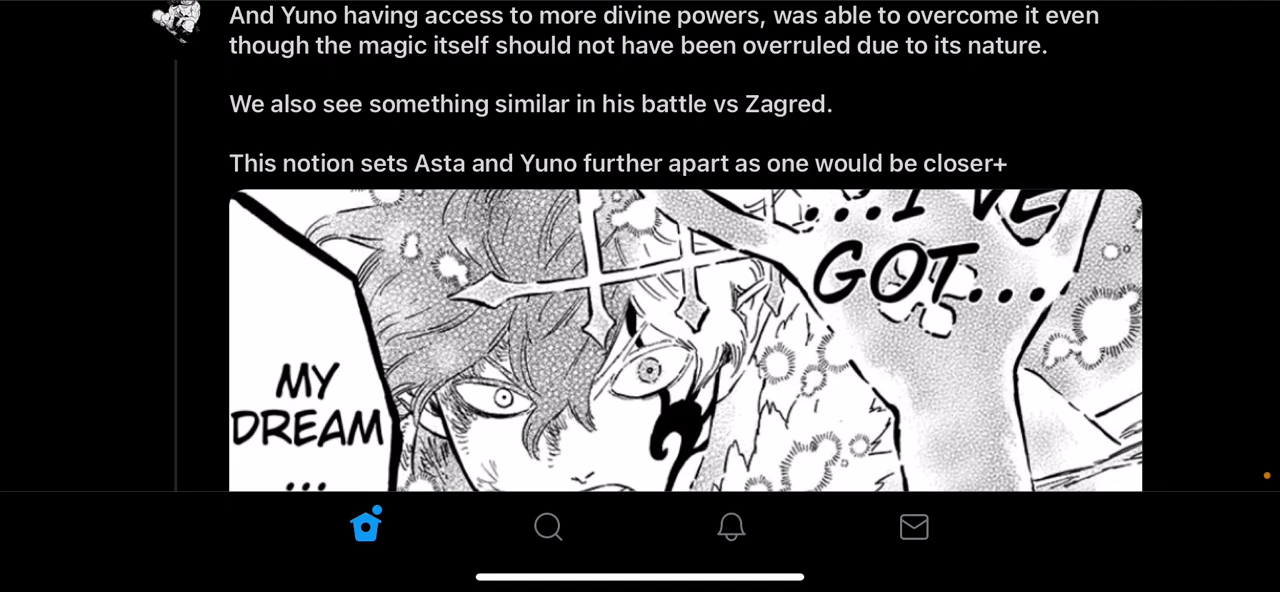 And Yuno having access to more divine powers, was able to overcome it even
though the magic itself should not have been overruled due to its nature.
We also see something similar in his battle vs Zagred.
This notion sets Asta and Yuno further apart as one would be closer+
...I'VE
GOT...
MY
DREAM
...